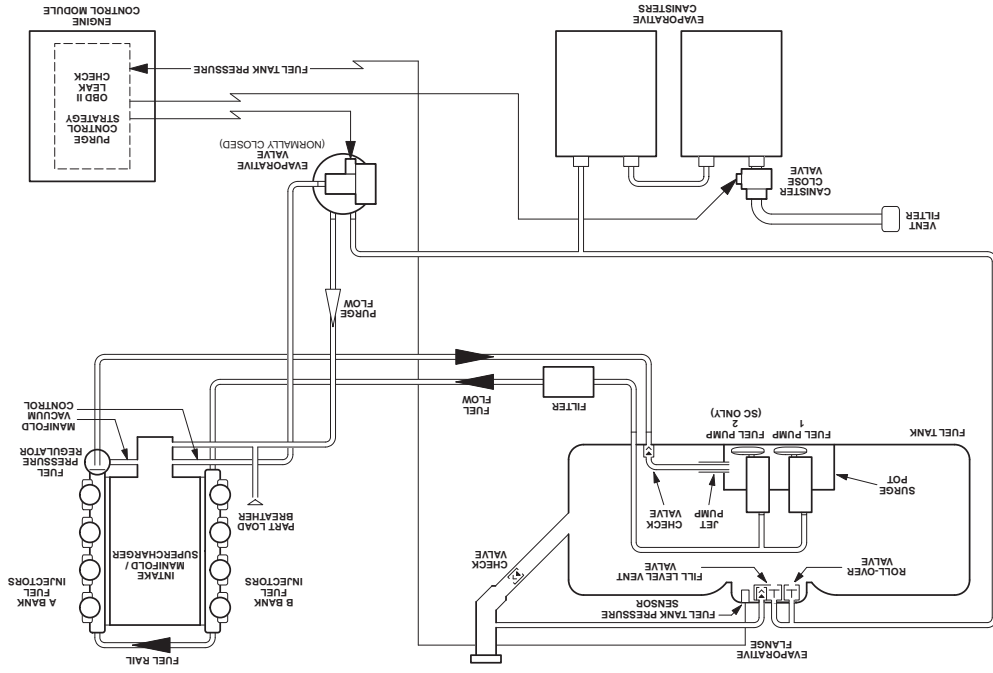 EVAPORATIVE
FLANGE
FUEL TANK PRESSURE
SENSOR
ROLL-OVER
VALVE
FILL LEVEL VENT
VALVE
CHECK
VALVE
FUEL RAIL
B BANK
FUEL
INJECTORS
A BANK
FUEL
INJECTORS
INTAKE
MANIFOLD /
SUPERCHARGER
SURGE
POT
JET
PUMP
CHECK
VALVE
PART LOAD
BREATHER
FUEL
PRESSURE
REGULATOR
FUEL TANK
FUEL PUMP
1
FUEL PUMP
2
(SC ONLY)
FILTER
FUEL
FLOW
MANIFOLD
VACUUM
CONTROL
PURGE
FLOW
VENT
FILTER
CANISTER
CLOSE
VALVE
EVAPORATIVE
VALVE
(NORMALLY CLOSED)
PURGE
CONTROL
STRATEGY
OBD II
LEAK
CHECK
FUEL TANK PRESSURE
EVAPORATIVE
CANISTERS
ENGINE
CONTROL MODULE